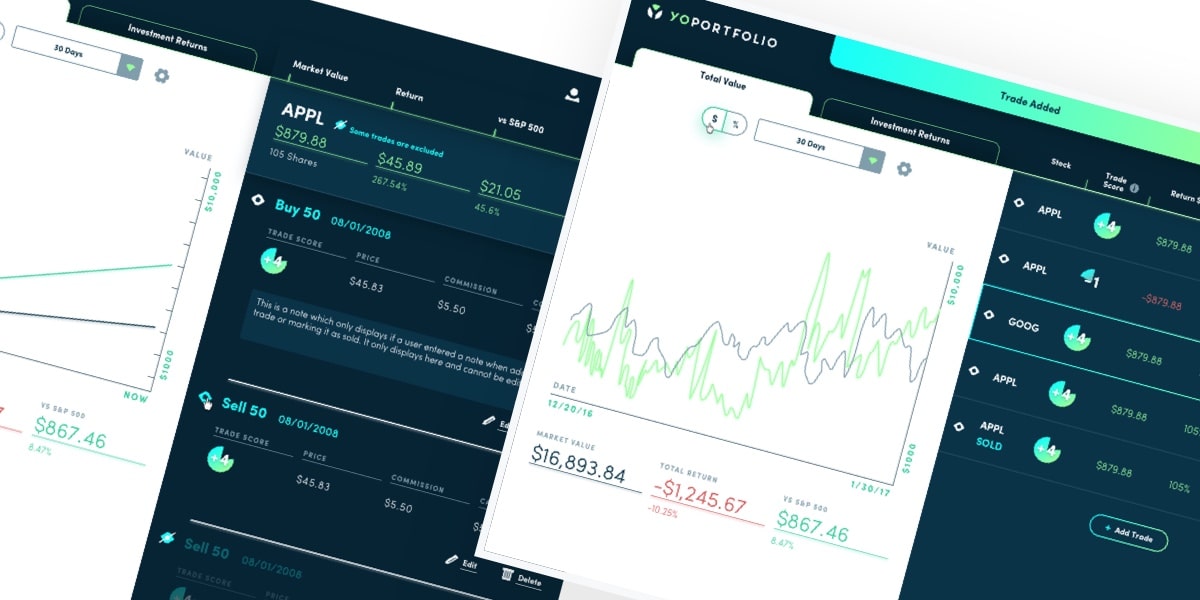 Investment Returns
30 Days
VALUE
$10,000
$1000
NOW
VS S&P 500
$867.46
8.47%
Market Value
Return
vs S&P 500
APPL
Some trades are excluded
$879.88
105 Shares
$45.89
267.54%
$21.05
45.6%
Buy 50 08/01/2008
TRADE SCORE
+4
PRICE
$45.83
COMMISSION
$5.50
This is a note which only displays if a user entered a note when
trade or marking it as sold. It only displays here and cannot be
Sell 50 08/01/2008
TRADE SCORE
+4
PRICE
$45.83
COMMISSION
$5.50
Edit
Delete
Sell 50 08/01/2008
TRADE SCORE
YOPORTFOLIO
Trade Added
Total Value
$ %
30 Days
Investment Returns
VALUE
$10,000
$1000
DATE
12/20/16
1/30/17
MARKET VALUE
$16,893.84
TOTAL RETURN
-$1,245.67
-10.25%
VS S&P 500
$867.46
8.47%
Stock
Trade
Score
Return
APPL +4 $879.88
APPL -1 -$879.88
GOOG +4 $879.88
APPL +4 $879.88
APPL
SOLD
+4 $879.88 105%
+ Add Trade